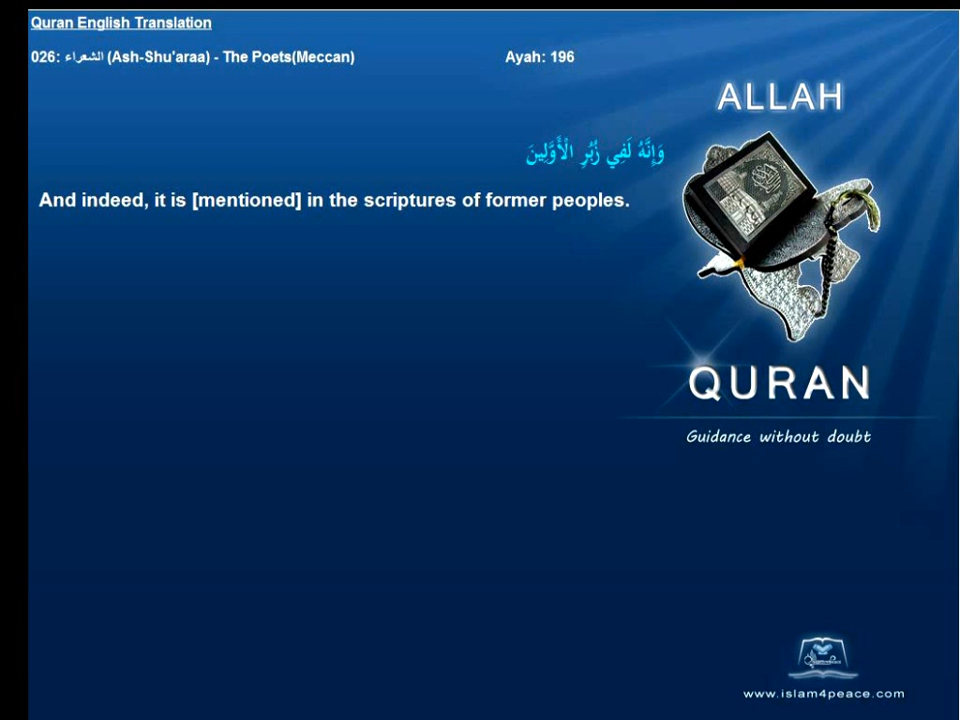 Quran English Translation
026: الشعراء (Ash-Shu'araa) - The Poets(Meccan) Ayah: 196
ALLAH
وَإِنَّهُ لَفِي زُبُرِ الْأَوَّلِينَ
And indeed, it is [mentioned] in the scriptures of former peoples.
QURAN
Guidance without doubt
www.islam4peace.com